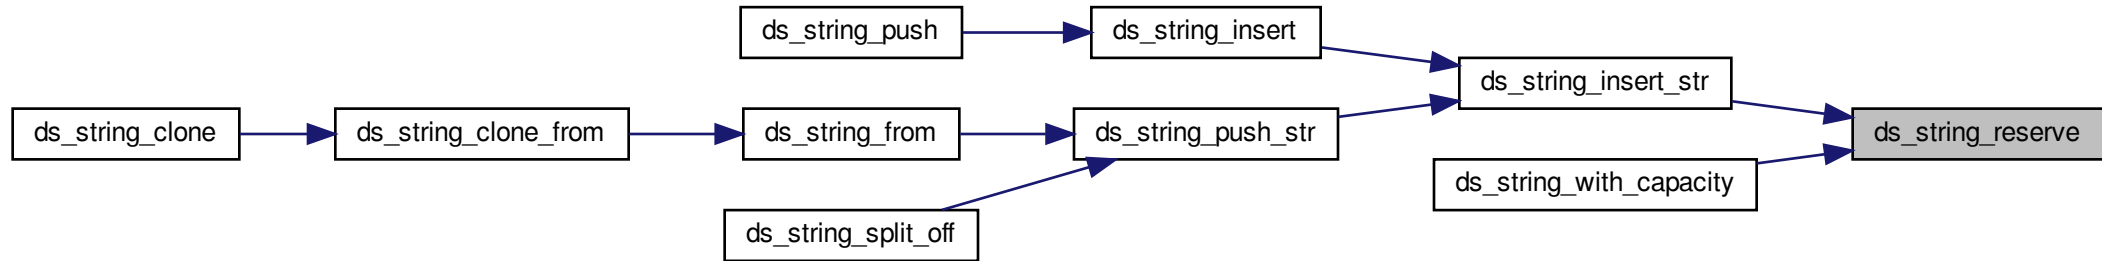 ds_string_push
ds_string_insert
ds_string_insert_str
ds_string_clone
ds_string_clone_from
ds_string_from
ds_string_push_str
ds_string_reserve
ds_string_with_capacity
ds_string_split_off